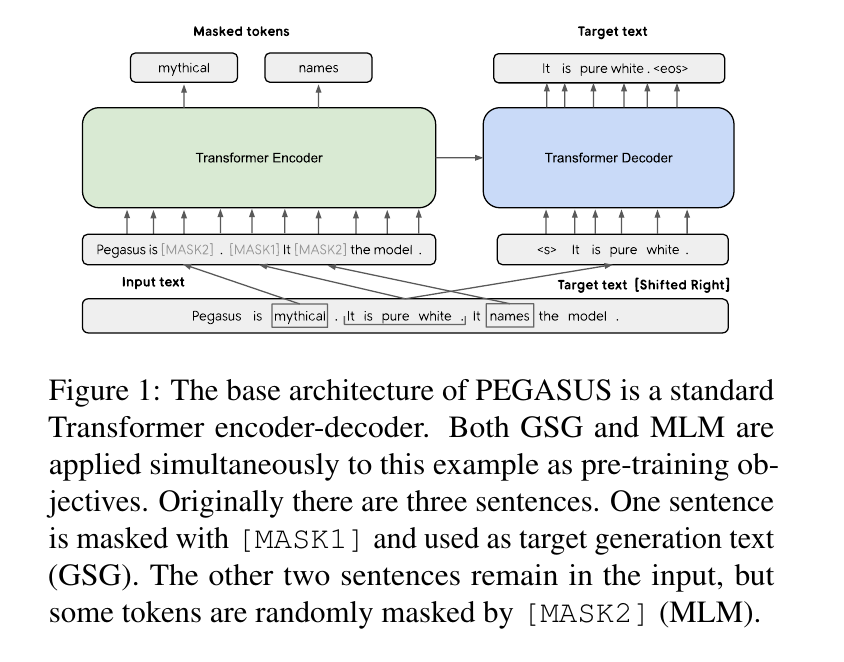 Masked tokens
Target text
mythical
names
It is pure white . <eos>
Transformer Encoder
Transformer Decoder
Pegasus is [MASK2] . [MASK1] It [MASK2] the model .
<s> It is pure white .
Input text
Target text [Shifted Right]
Pegasus is mythical . It is pure white . It names the model .
Figure 1: The base architecture of PEGASUS is a standard
Transformer encoder-decoder. Both GSG and MLM are
applied simultaneously to this example as pre-training ob-
jectives. Originally there are three sentences. One sentence
is masked with [MASK1] and used as target generation text
(GSG). The other two sentences remain in the input, but
some tokens are randomly masked by [MASK2] (MLM).